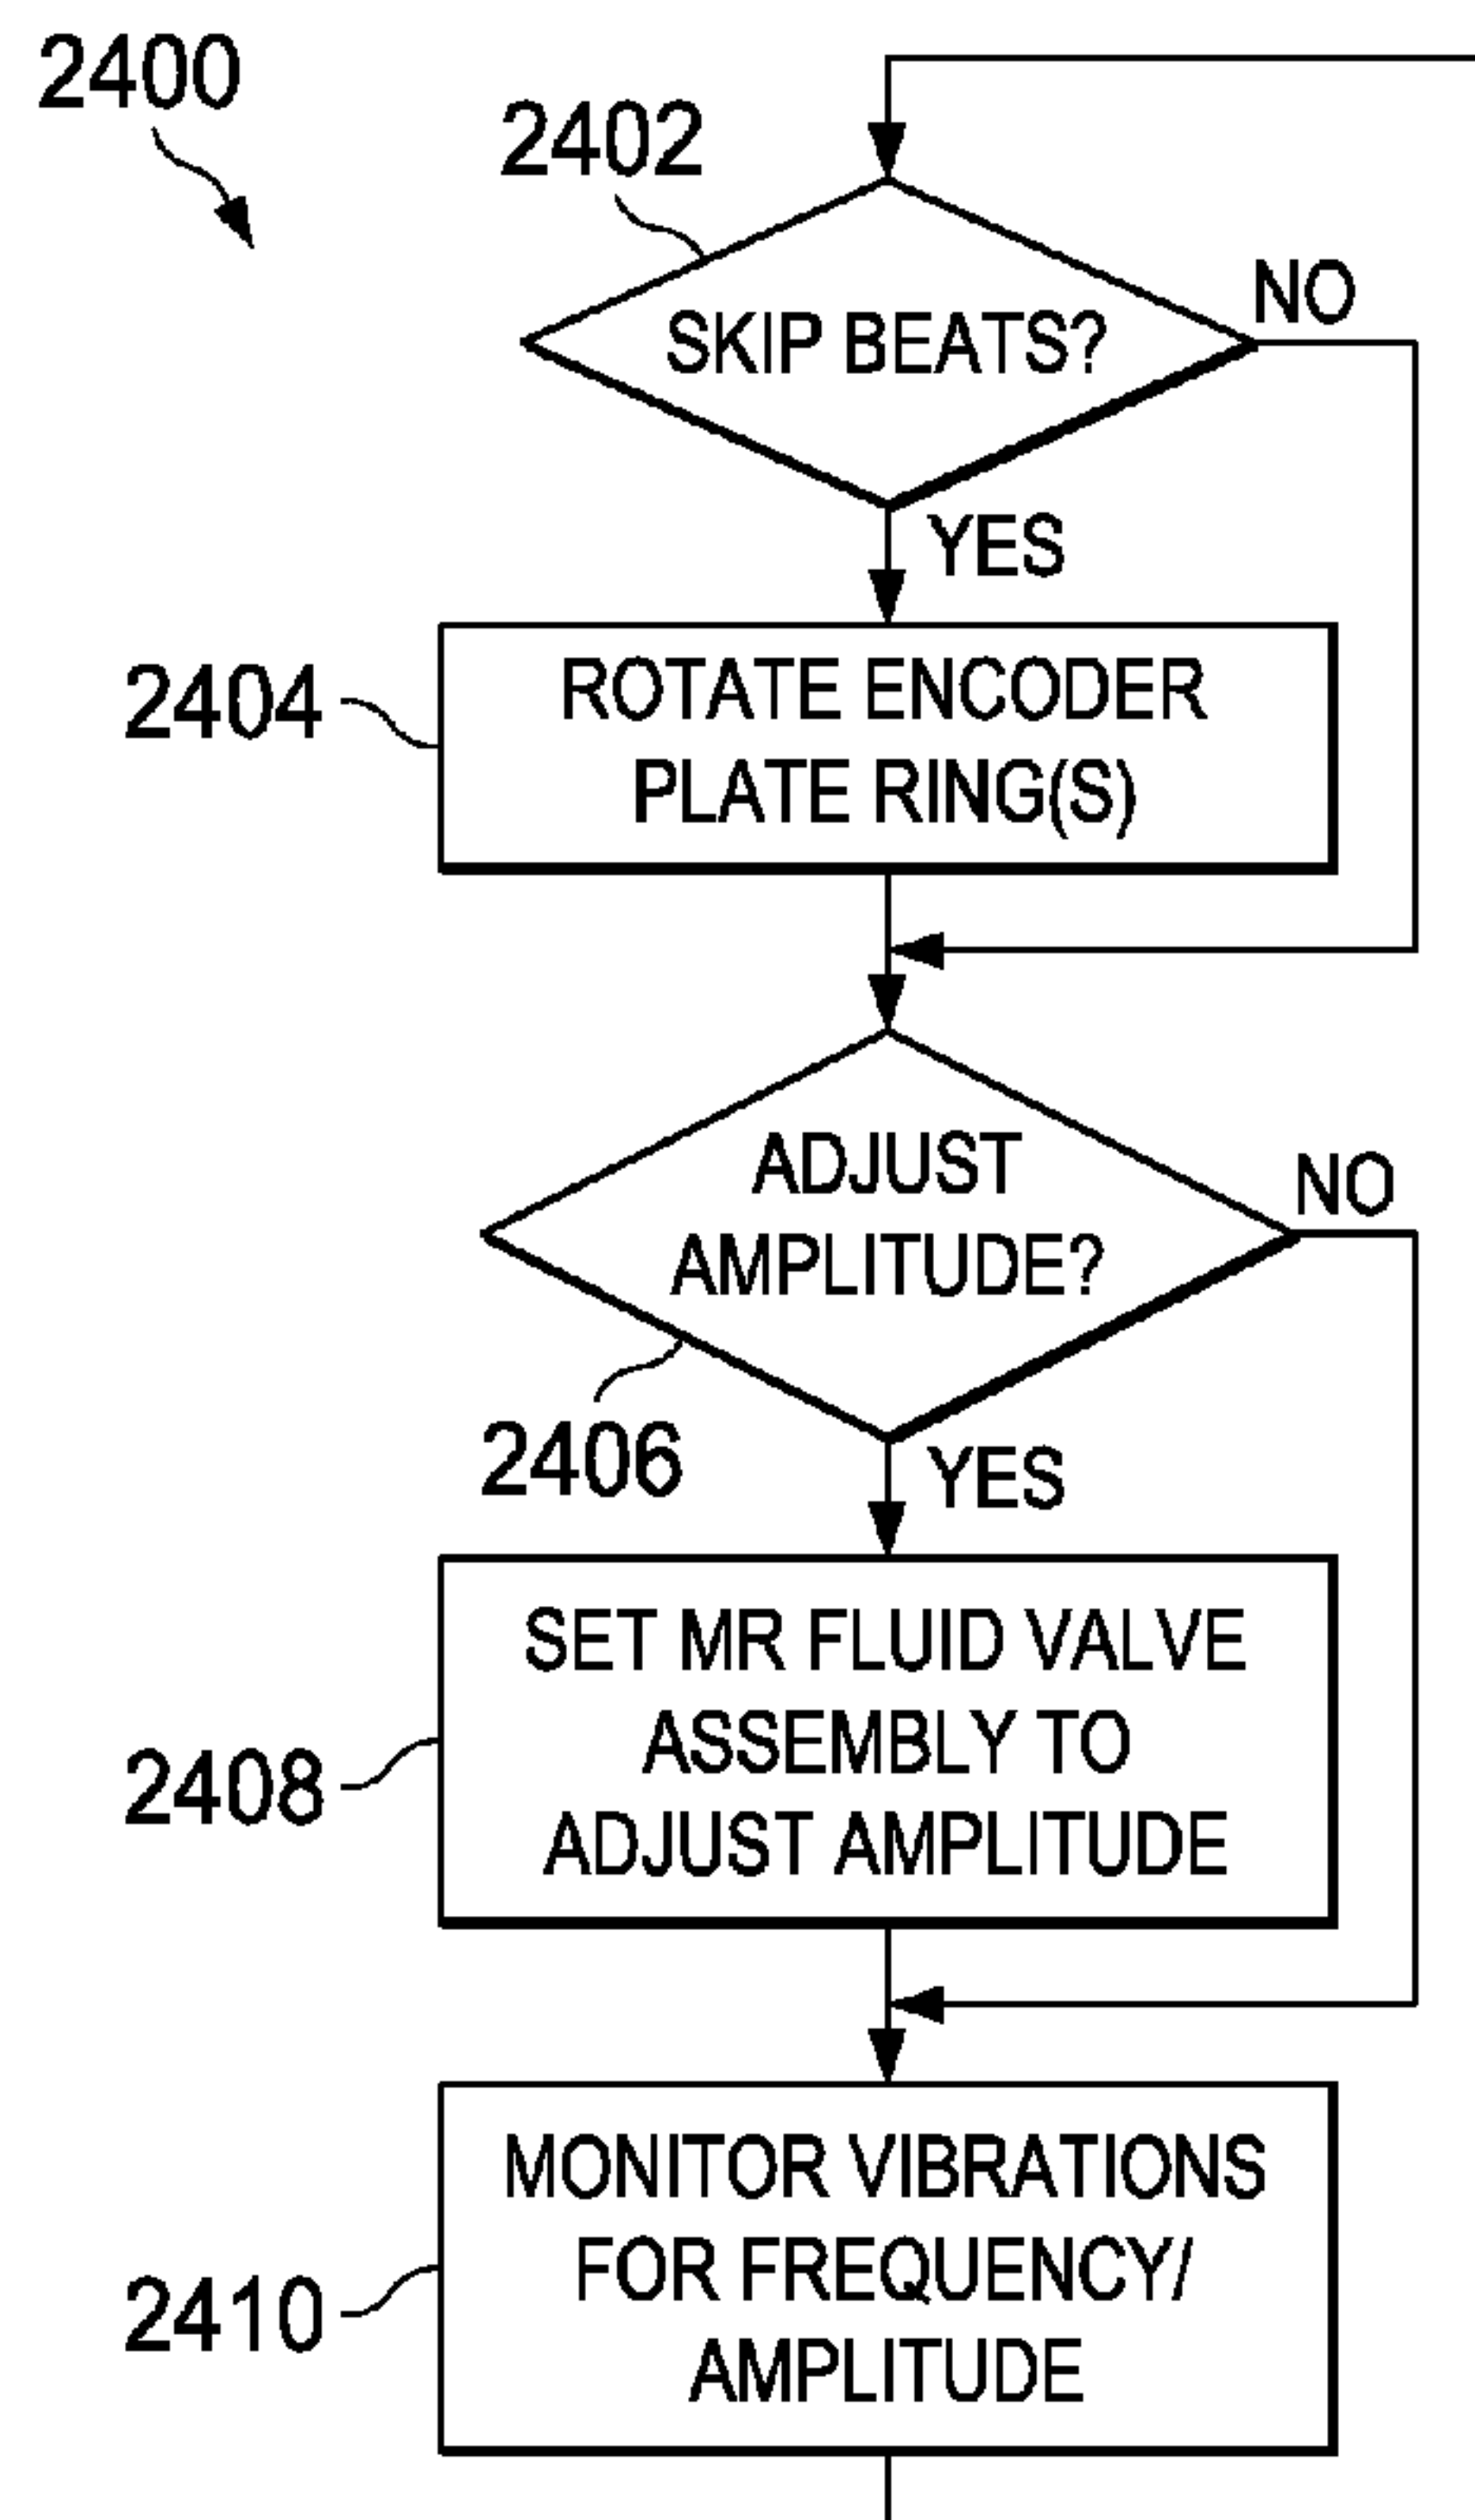 2400
2402
SKIP BEATS?
NO
YES
2404
ROTATE ENCODER
PLATE RING(S)
ADJUST
AMPLITUDE?
NO
2406
YES
SET MR FLUID VALVE
ASSEMBLY TO
ADJUST AMPLITUDE
2408
MONITOR VIBRATIONS
FOR FREQUENCY/
AMPLITUDE
2410